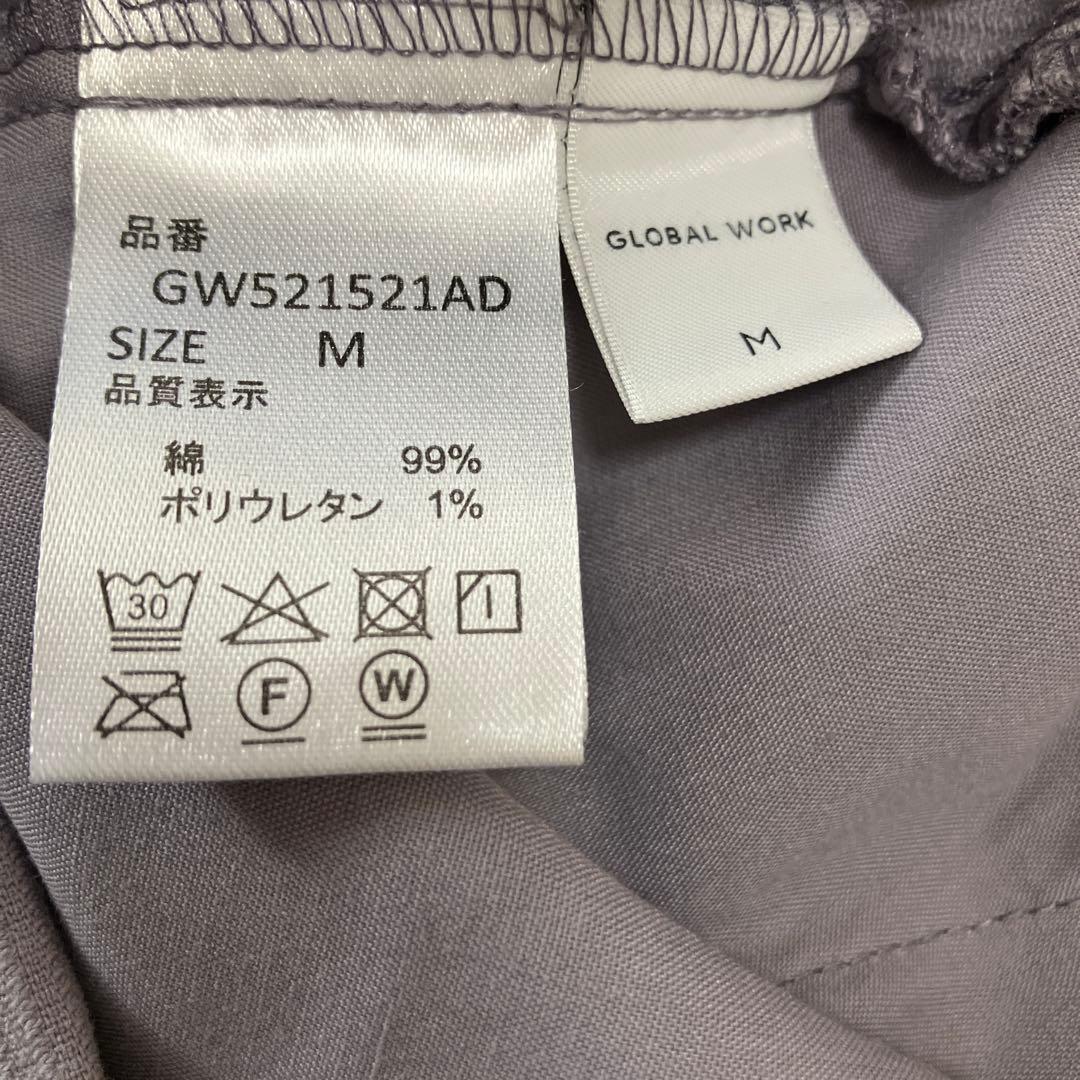 品番
GW521521AD
SIZE M
品質表示
綿 99%
ポリウレタン 1%
30
F
W
GLOBAL WORK
M